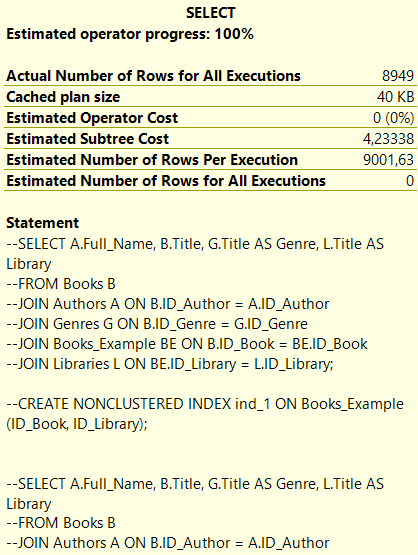 SELECT
Estimated operator progress: 100%
Actual Number of Rows for All Executions 8949
Cached plan size 40 KB
Estimated Operator Cost 0 (0%)
Estimated Subtree Cost 4,23338
Estimated Number of Rows Per Execution 9001,63
Estimated Number of Rows for All Executions 0
Statement
--SELECT A.Full_Name, B.Title, G.Title AS Genre, L.Title AS
Library
--FROM Books B
--JOIN Authors A ON B.ID_Author = A.ID_Author
--JOIN Genres G ON B.ID_Genre = G.ID_Genre
--JOIN Books_Example BE ON B.ID_Book = BE.ID_Book
--JOIN Libraries L ON BE.ID_Library = L.ID_Library;
--CREATE NONCLUSTERED INDEX ind_1 ON Books_Example
(ID_Book, ID_Library);
--SELECT A.Full_Name, B.Title, G.Title AS Genre, L.Title AS
Library
--FROM Books B
--JOIN Authors A ON B.ID_Author = A.ID_Author